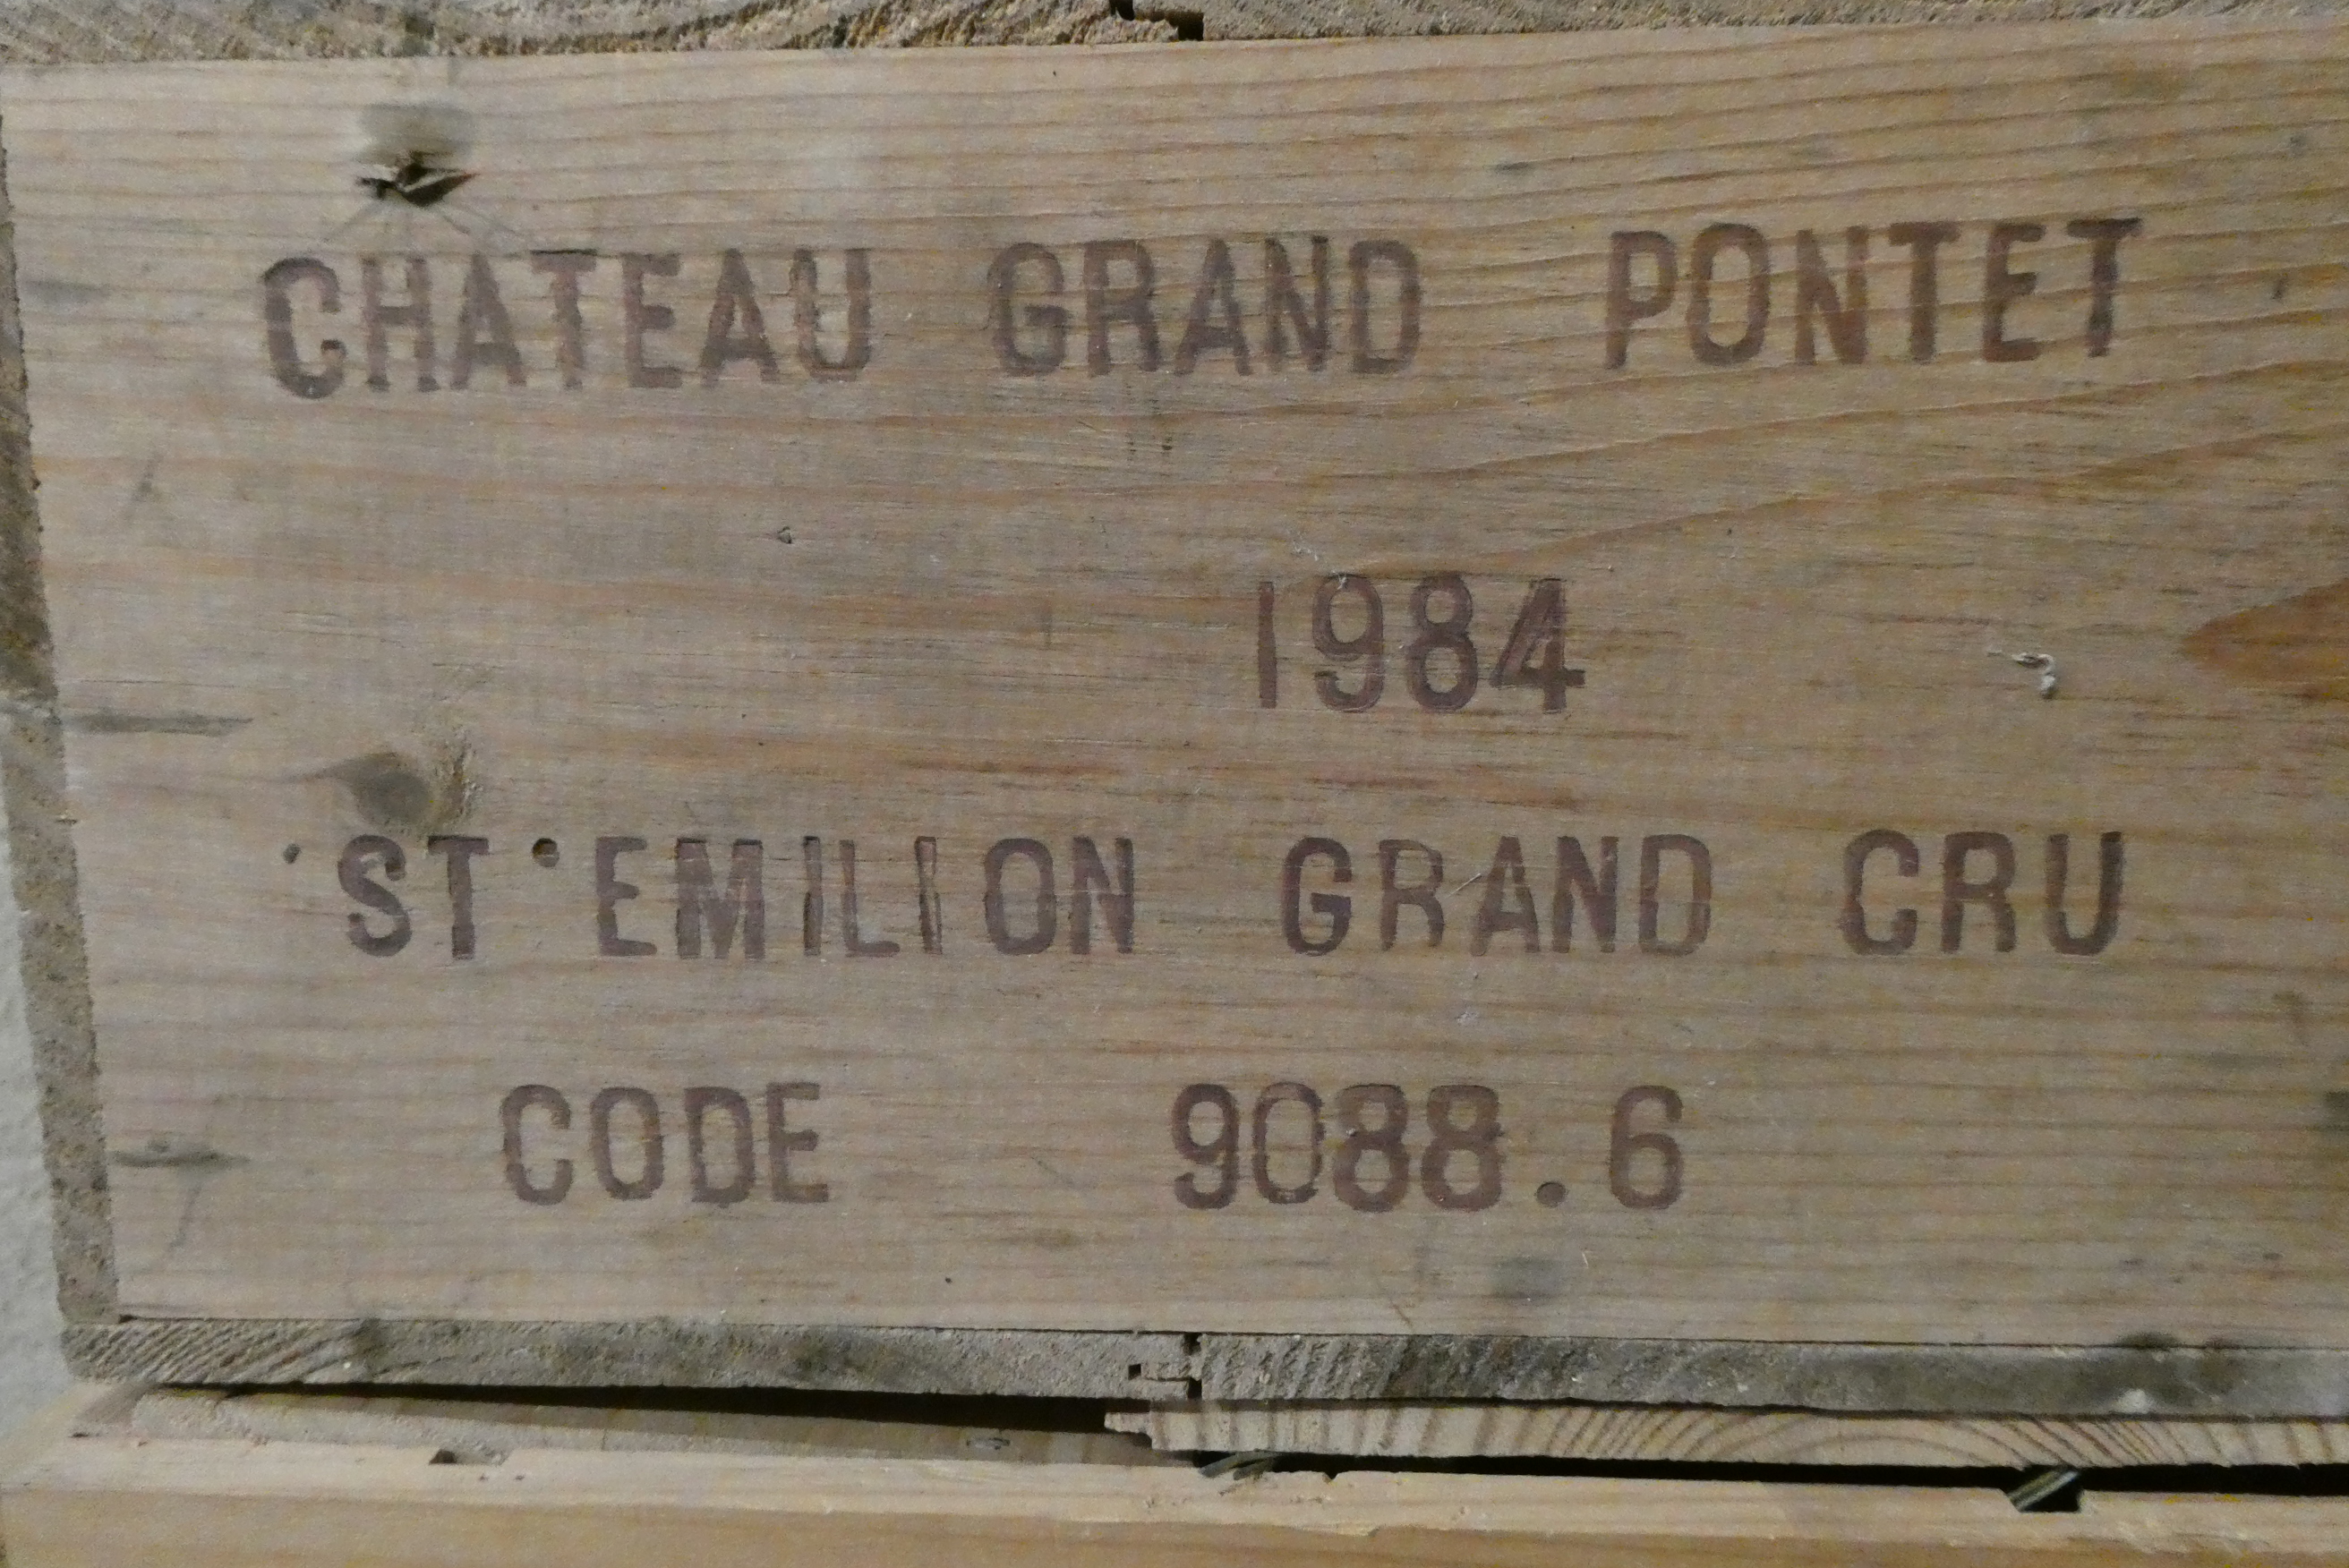 CHATEAU GRAND PONTET
1984
ST·EMILION GRAND CRU
CODE 9088.6